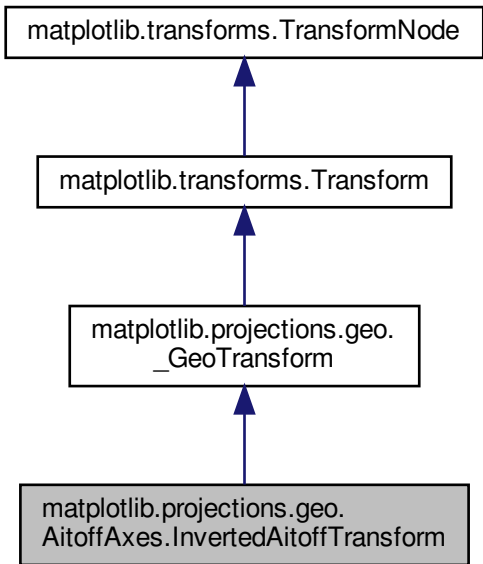 matplotlib.transforms.TransformNode
matplotlib.transforms.Transform
matplotlib.projections.geo.
_GeoTransform
matplotlib.projections.geo.
AitoffAxes.InvertedAitoffTransform